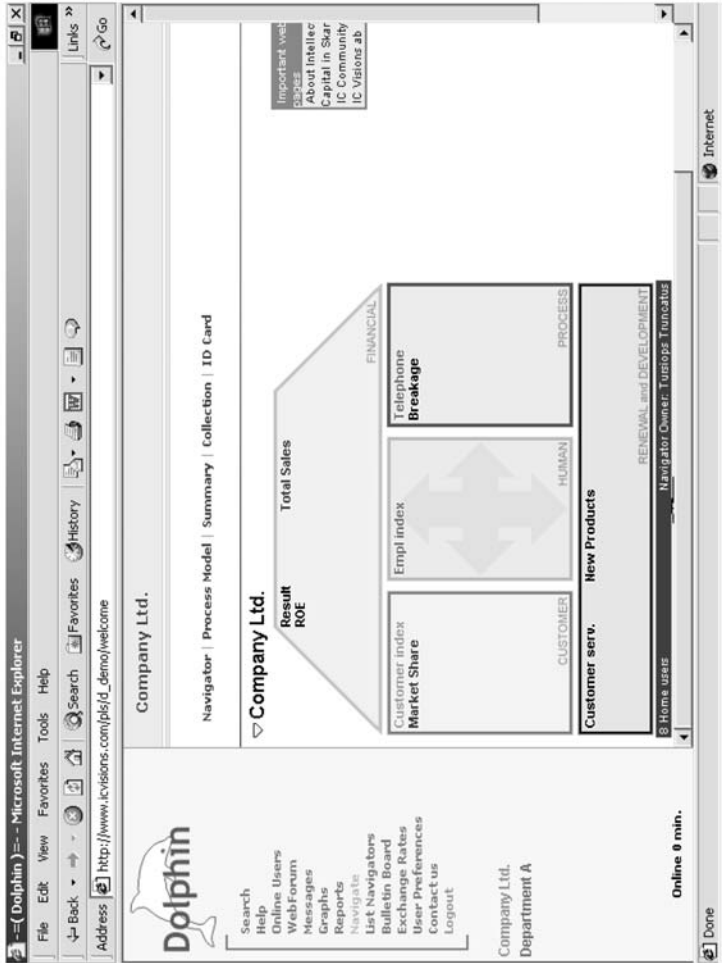 -=( Dolphin )=- - Microsoft Internet Explorer
File Edit View Favorites Tools Help
Back Search Favorites History
Address http://www.icvisions.com/pls/d_demo/welcome Go Links »
Dolphin
Search
Help
Online Users
WebForum
Messages
Graphs
Reports
Navigate
List Navigators
Bulletin Board
Exchange Rates
User Preferences
Contact us
Logout
Company Ltd.
Department A
Online 0 min.
Company Ltd.
Navigator | Process Model | Summary | Collection | ID Card
Company Ltd.
Result Total Sales
ROE
FINANCIAL
Customer index
Market Share
CUSTOMER
Empl index
HUMAN
Telephone
Breakage
PROCESS
Customer serv. New Products
RENEWAL and DEVELOPMENT
8 Home users Navigator Owner: Tursiops Truncatus
Important web
pages
About Intellec
Capital in Skar
IC Community
IC Visions ab
Done Internet